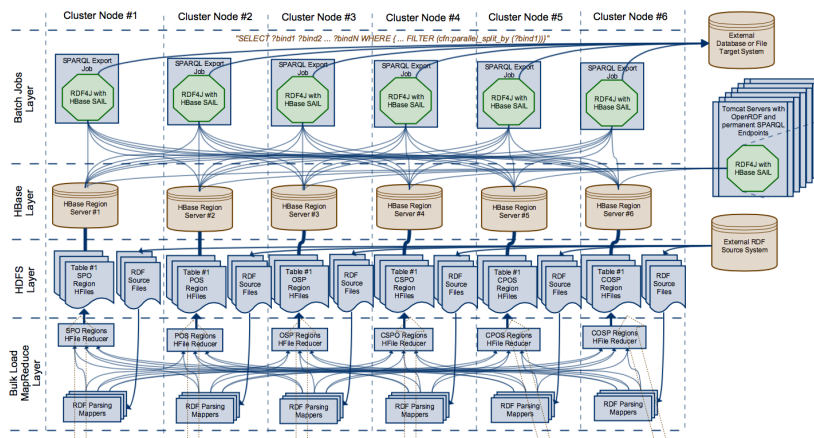 Cluster Node #1
Cluster Node #2
Cluster Node #3
Cluster Node #4
Cluster Node #5
Cluster Node #6
"SELECT ?bind1 ?bind2 ... ?bindN WHERE { ... FILTER (cfn:parallel_split_by (?bind1))}"
External
Database or File
Target System
Batch Jobs
Layer
SPARQL Export
Job
RDF4J with
HBase SAIL
SPARQL Export
Job
RDF4J with
HBase SAIL
SPARQL Export
Job
RDF4J with
HBase SAIL
SPARQL Export
Job
RDF4J with
HBase SAIL
SPARQL Export
Job
RDF4J with
HBase SAIL
SPARQL Export
Job
RDF4J with
HBase SAIL
Tomcat Servers with
OpenRDF and
permanent SPARQL
Endpoints
RDF4J with
HBase SAIL
HBase
Layer
HBase Region
Server #1
HBase Region
Server #2
HBase Region
Server #3
HBase Region
Server #4
HBase Region
Server #5
HBase Region
Server #6
External RDF
Source System
HDFS
Layer
Table #1
SPO
Region
HFiles
RDF
Source
Files
Table #1
POS
Region
HFiles
RDF
Source
Files
Table #1
OSP
Region
HFiles
RDF
Source
Files
Table #1
CSPO
Region
HFiles
RDF
Source
Files
Table #1
CPOS
Region
HFiles
RDF
Source
Files
Table #1
COSP
Region
HFiles
RDF
Source
Files
Bulk Load
MapReduce
Layer
SPO Regions
HFile Reducer
POS Regions
HFile Reducer
OSP Regions
HFile Reducer
CSPO Regions
HFile Reducer
CPOS Regions
HFile Reducer
COSP Regions
HFile Reducer
RDF Parsing
Mappers
RDF Parsing
Mappers
RDF Parsing
Mappers
RDF Parsing
Mappers
RDF Parsing
Mappers
RDF Parsing
Mappers